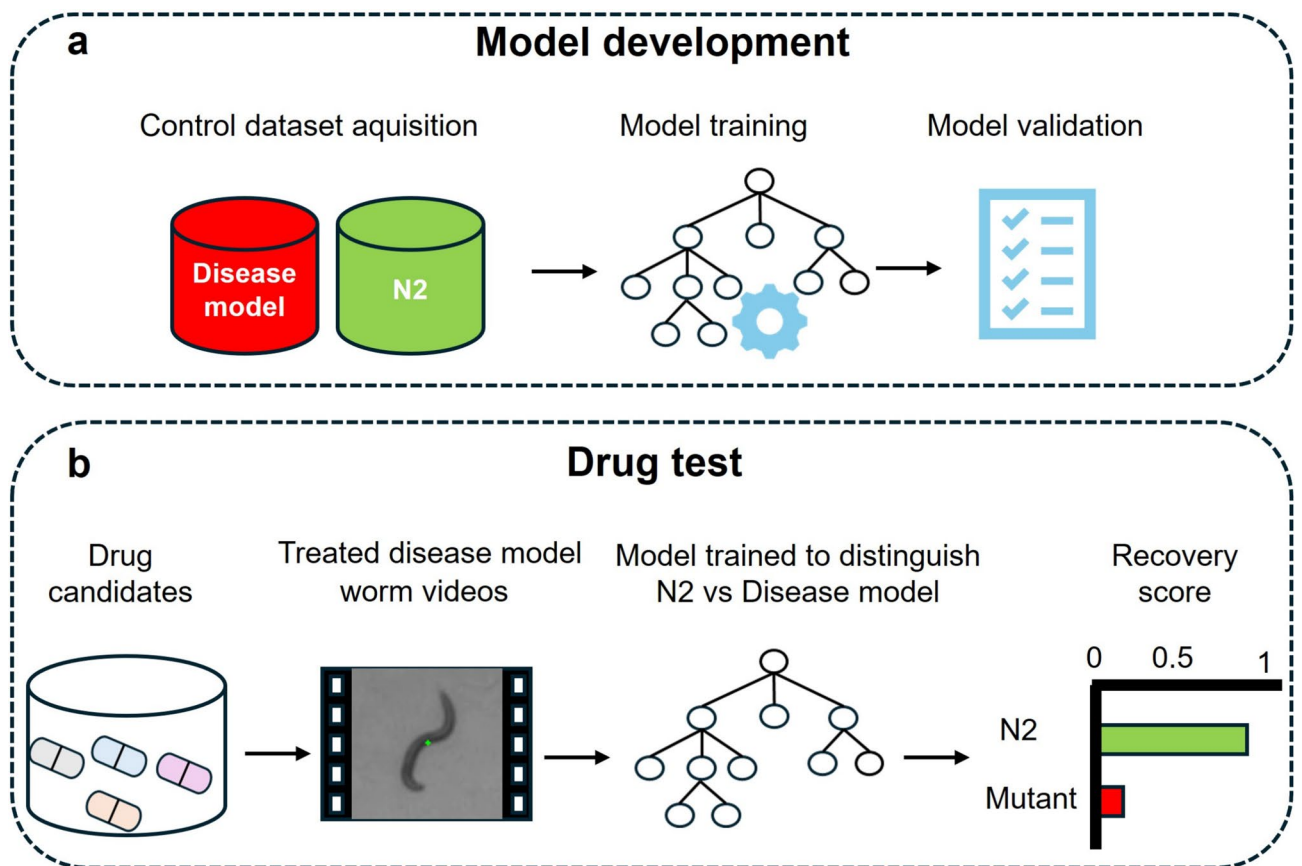 a
Model development
Control dataset aquisition
Model training
Model validation
Disease
model
N2
b
Drug test
Drug
candidates
Treated disease model
worm videos
Model trained to distinguish
N2 vs Disease model
Recovery
score
0 0.5 1
N2
Mutant